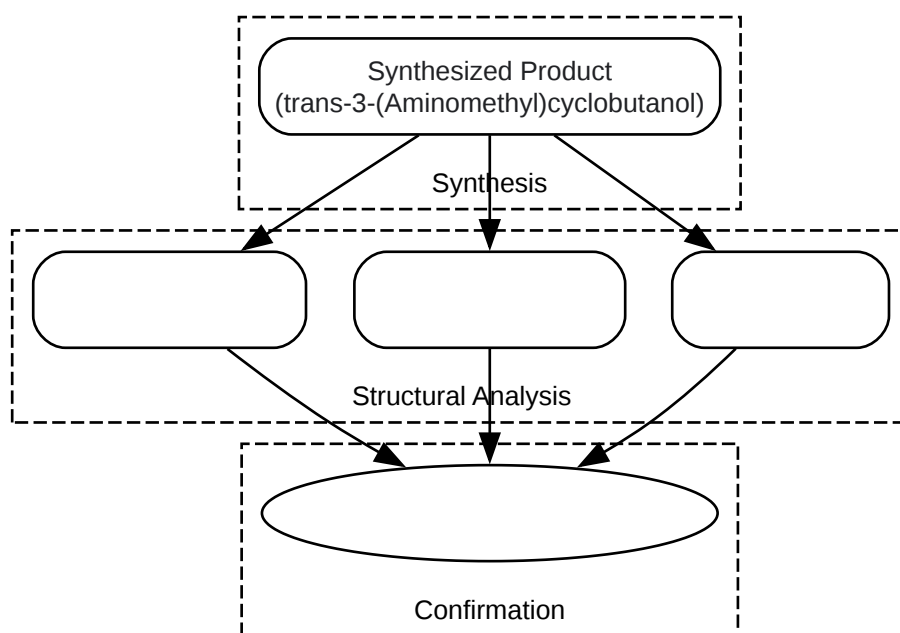 Synthesized Product
(trans-3-(Aminomethyl)cyclobutanol)
Synthesis
Structural Analysis
Confirmation